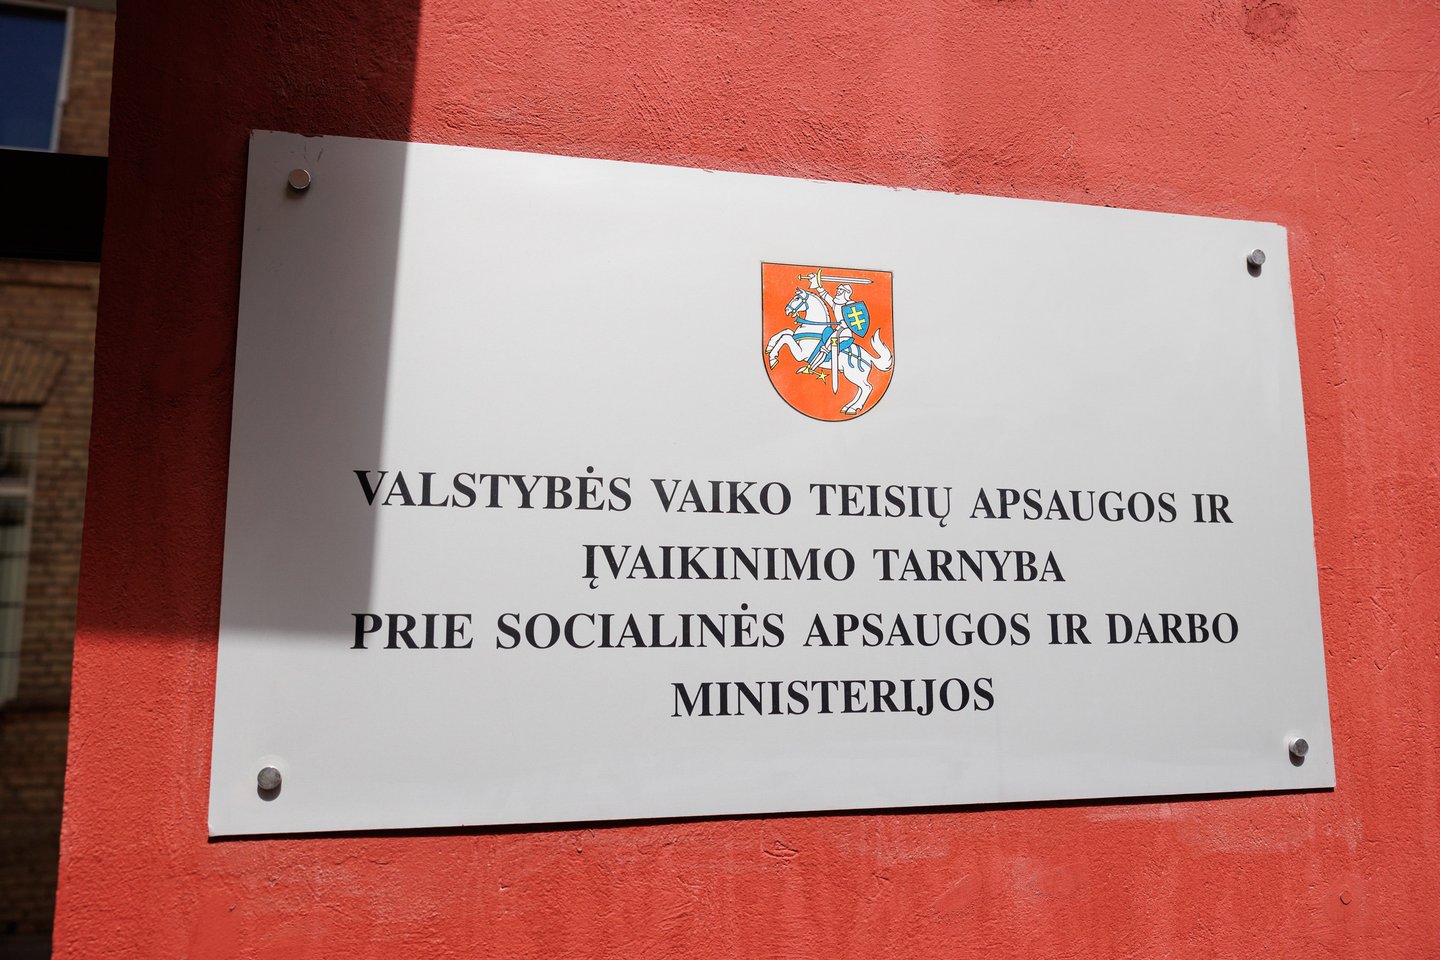 VALSTYBĖS VAIKO TEISIŲ APSAUGOS IR
ĮVAIKINIMO TARNYBA
PRIE SOCIALINĖS APSAUGOS IR DARBO
MINISTERIJOS